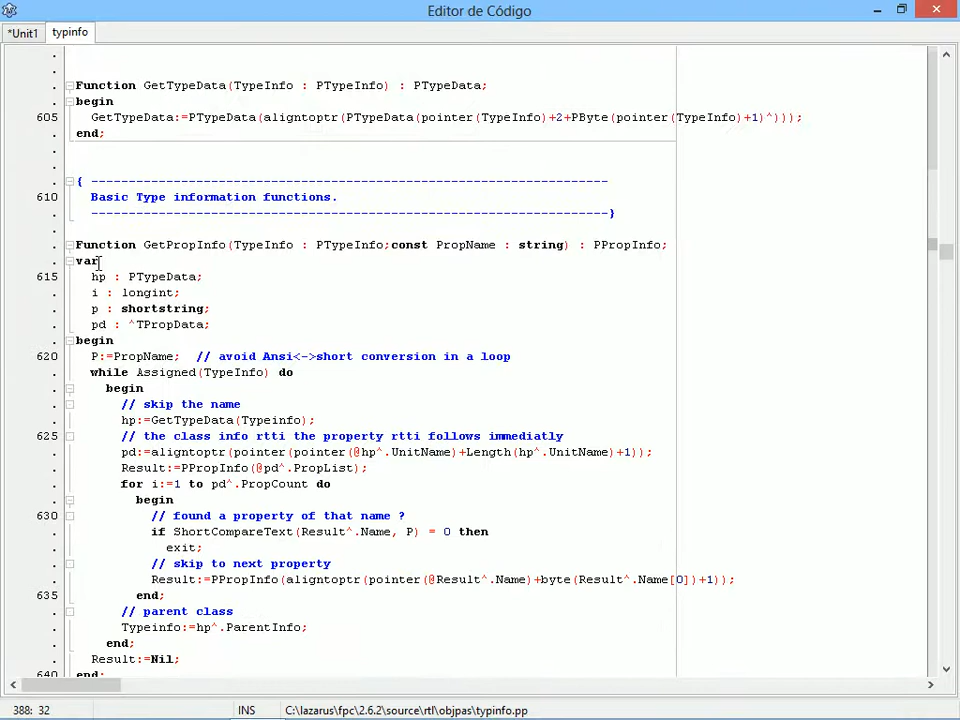 Editor de Código
*Unit1 typinfo
Function GetTypeData(TypeInfo : PTypeInfo) : PTypeData;
begin
605 GetTypeData:=PTypeData(aligntoptr(PTypeData(pointer(TypeInfo)+2+PByte(pointer(TypeInfo)+1)^)));
end;
{ ---------------------------------------------------------------------
610 Basic Type information functions.
---------------------------------------------------------------------}
Function GetPropInfo(TypeInfo : PTypeInfo;const PropName : string) : PPropInfo;
var
615 hp : PTypeData;
i : longint;
p : shortstring;
pd : ^TPropData;
begin
620 P:=PropName; // avoid Ansi<->short conversion in a loop
while Assigned(TypeInfo) do
begin
// skip the name
hp:=GetTypeData(Typeinfo);
625 // the class info rtti the property rtti follows immediatly
pd:=aligntoptr(pointer(pointer(@hp^.UnitName)+Length(hp^.UnitName)+1));
Result:=PPropInfo(@pd^.PropList);
for i:=1 to pd^.PropCount do
begin
630 // found a property of that name ?
if ShortCompareText(Result^.Name, P) = 0 then
exit;
// skip to next property
Result:=PPropInfo(aligntoptr(pointer(@Result^.Name)+byte(Result^.Name[0])+1));
635 end;
// parent class
Typeinfo:=hp^.ParentInfo;
end;
Result:=Nil;
640 end;
388: 32 INS C:\lazarus\fpc\2.6.2\source\rtl\objpas\typinfo.pp